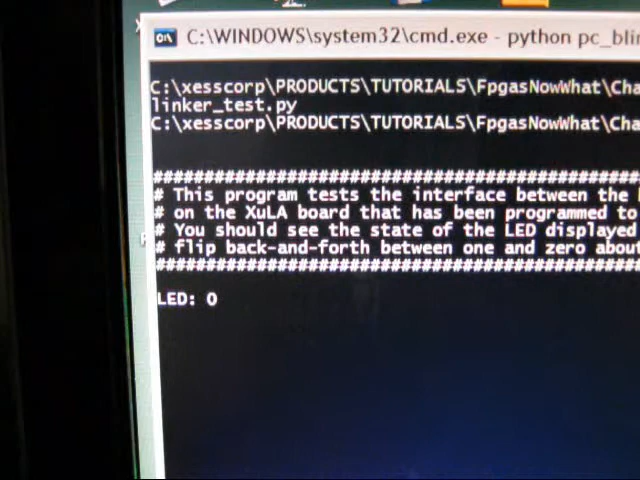 C:\WINDOWS\system32\cmd.exe - python pc_blin
C:\xesscorp\PRODUCTS\TUTORIALS\FpgasNowWhat\Cha
linker_test.py
C:\xesscorp\PRODUCTS\TUTORIALS\FpgasNowWhat\Cha
##################################################
# This program tests the interface between the
# on the XuLA board that has been programmed to
# You should see the state of the LED displayed
# flip back-and-forth between one and zero about
##################################################
LED: 0